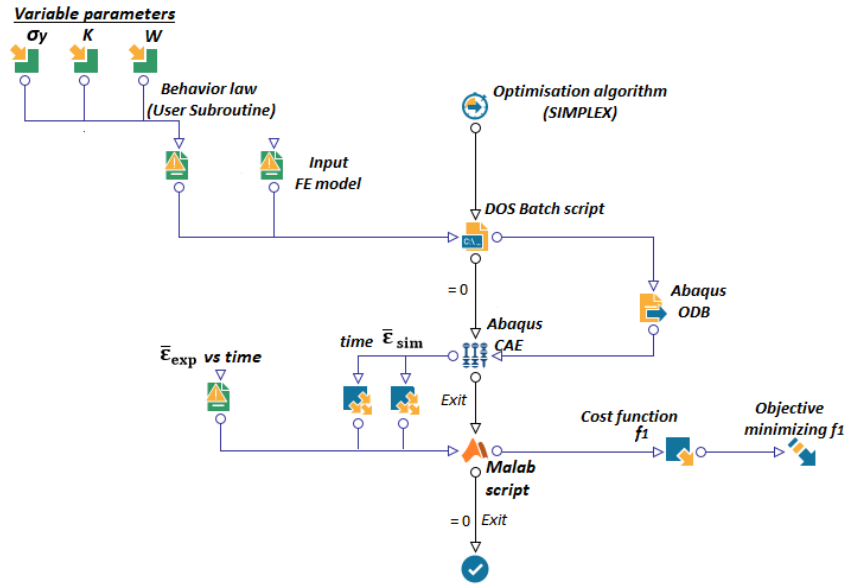 Variable parameters
σy K W
Behavior law
(User Subroutine)
Optimisation algorithm
(SIMPLEX)
Input
FE model
DOS Batch script
C:\_
= 0
Abaqus
ODB
Abaqus
CAE
time ε̅sim
ε̅exp vs time
Exit
Cost function
f1
Objective
minimizing f1
Malab
script
= 0 Exit